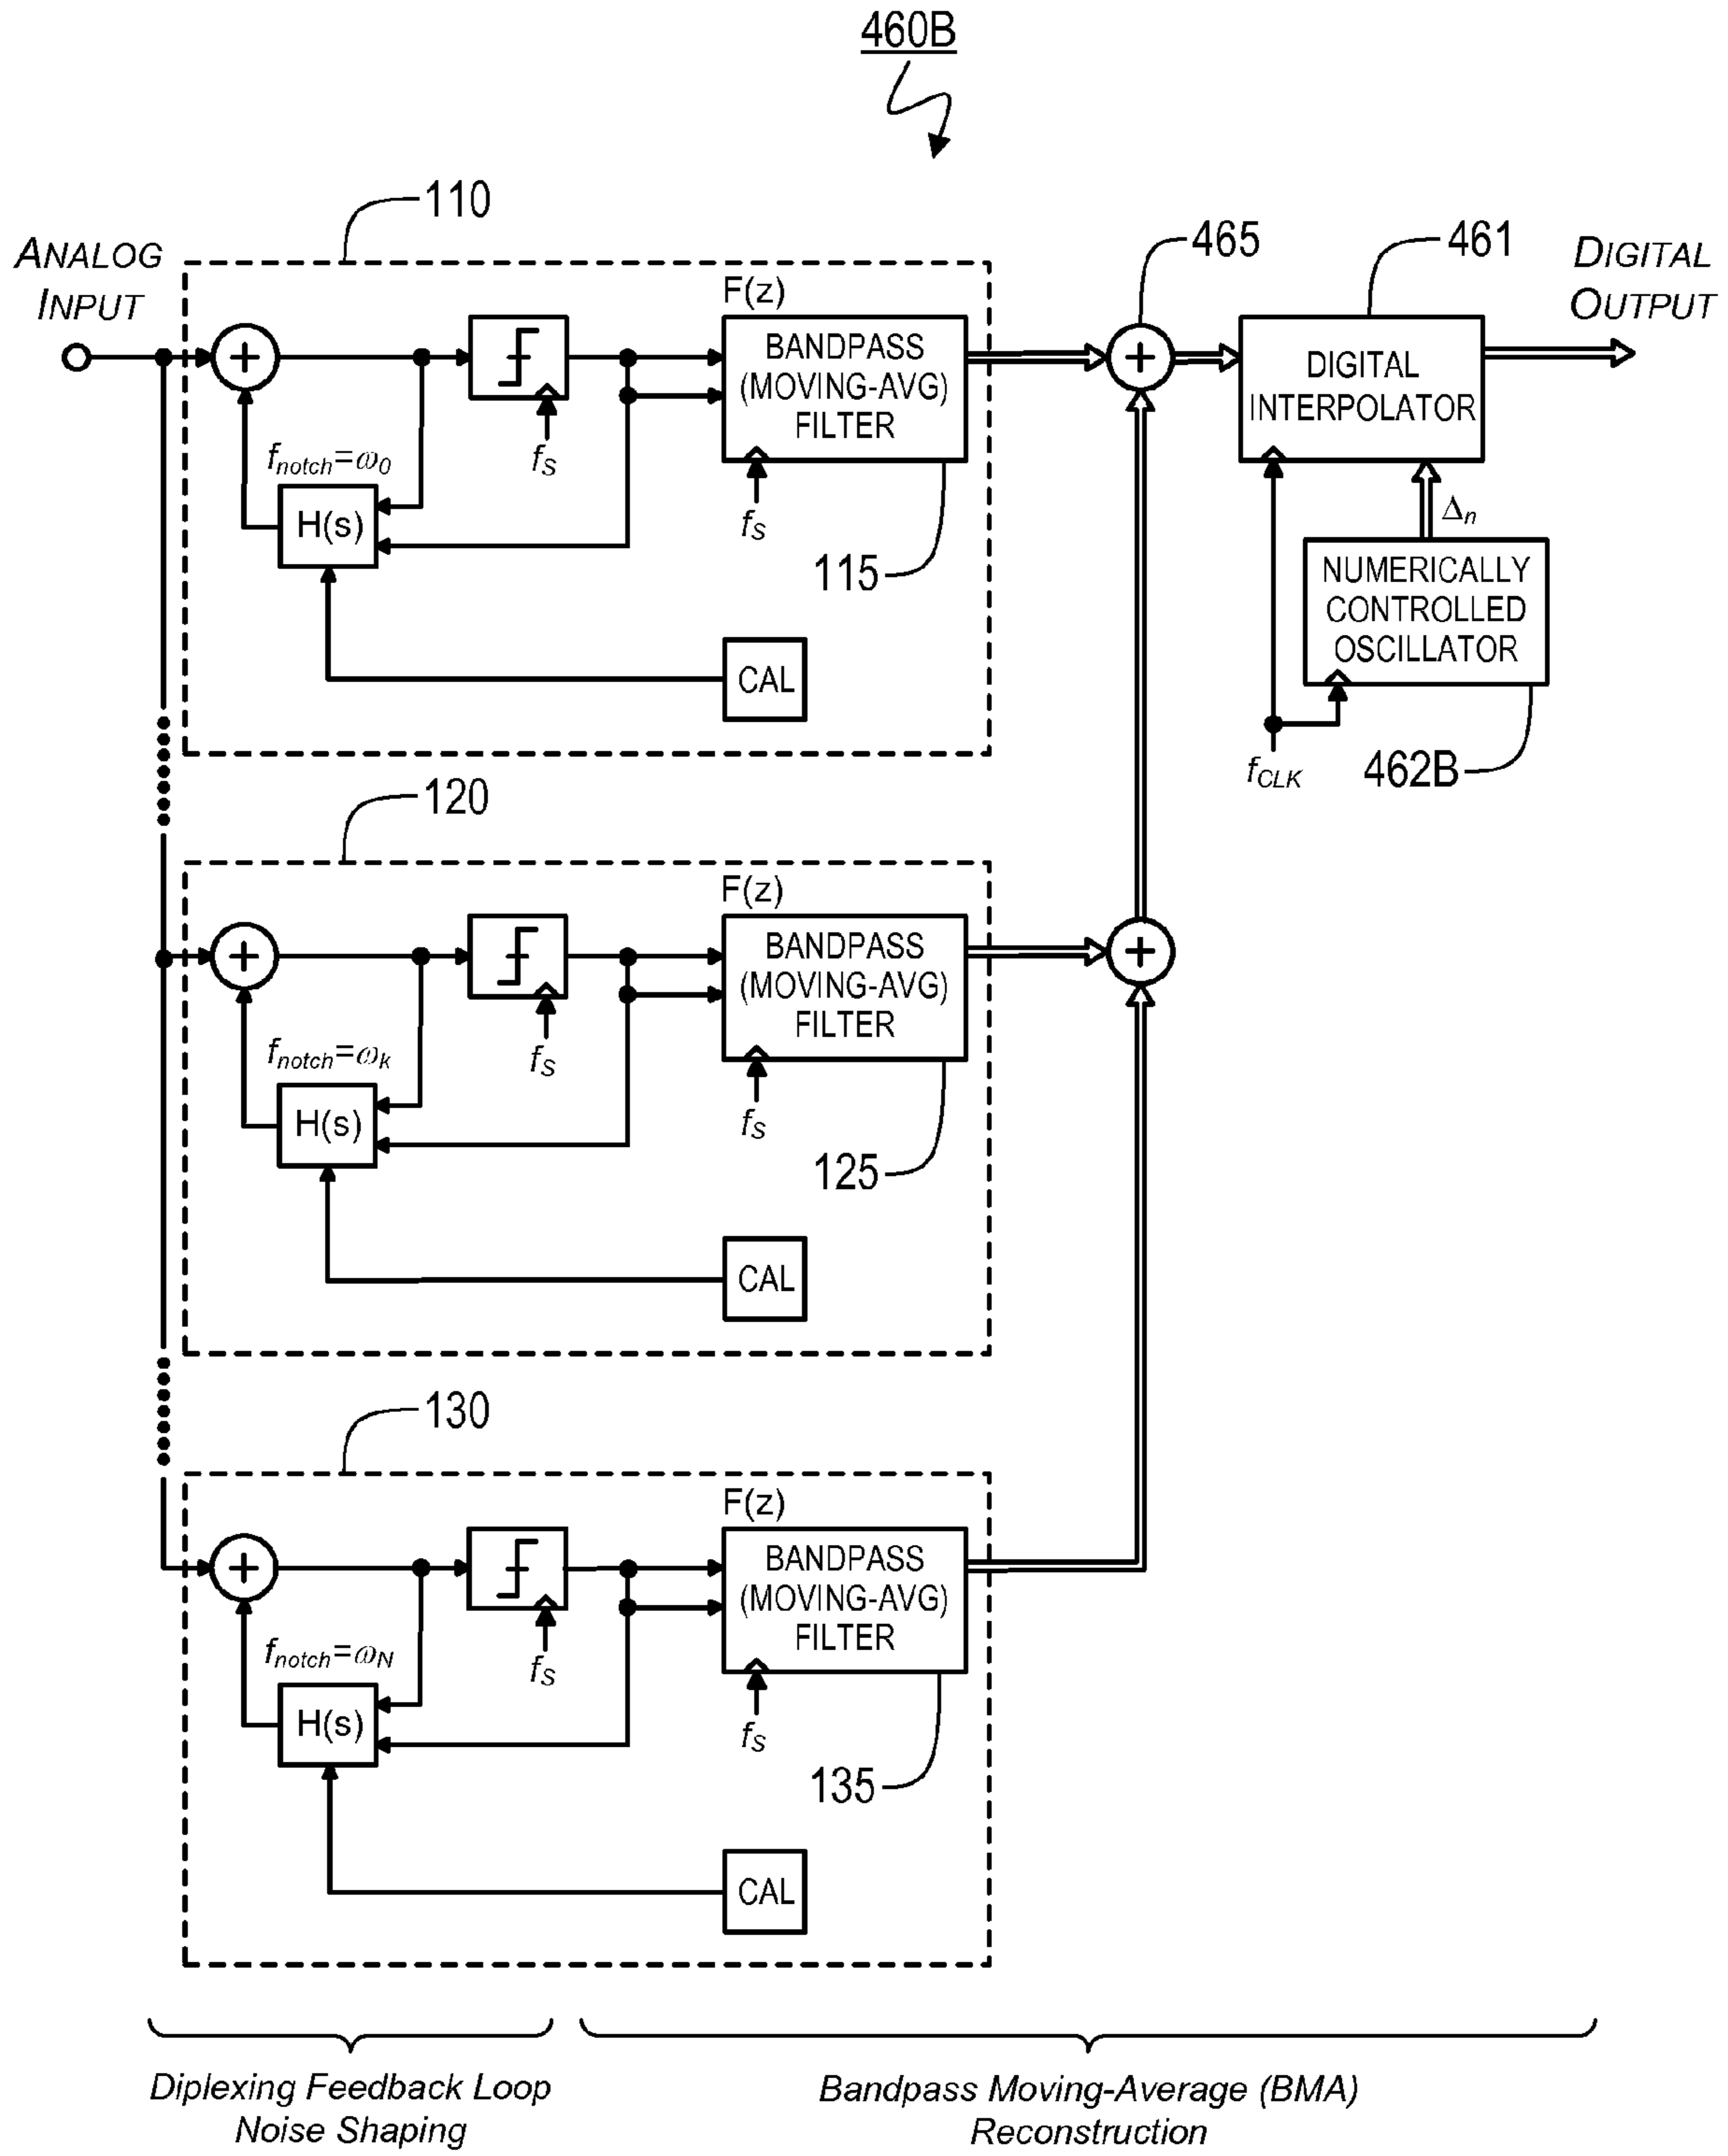 460B
110
465
461
ANALOG
INPUT
DIGITAL
OUTPUT
F(z)
+
BANDPASS
(MOVING-AVG)
FILTER
+
DIGITAL
INTERPOLATOR
fnotch=ω0
fS
H(s)
fS
115
Δn
NUMERICALLY
CONTROLLED
OSCILLATOR
CAL
fCLK
462B
120
F(z)
+
BANDPASS
(MOVING-AVG)
FILTER
+
fnotch=ωk
fS
H(s)
fS
125
CAL
130
F(z)
+
BANDPASS
(MOVING-AVG)
FILTER
fnotch=ωN
fS
H(s)
fS
135
CAL
Diplexing Feedback Loop
Noise Shaping
Bandpass Moving-Average (BMA)
Reconstruction